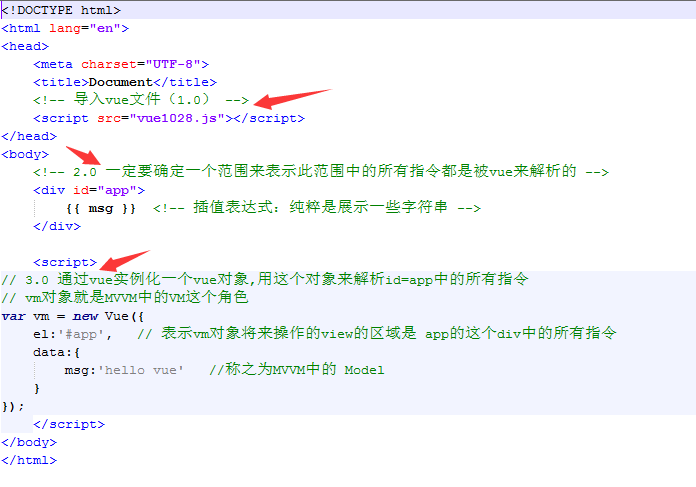 <!DOCTYPE html>
<html lang="en">
<head>
    <meta charset="UTF-8">
    <title>Document</title>
    <!-- 导入vue文件（1.0） -->
    <script src="vue1028.js"></script>
</head>
<body>
    <!-- 2.0 一定要确定一个范围来表示此范围中的所有指令都是被vue来解析的 -->
    <div id="app">
        {{ msg }}  <!-- 插值表达式：纯粹是展示一些字符串 -->
    </div>
    <script>
// 3.0 通过vue实例化一个vue对象,用这个对象来解析id=app中的所有指令
// vm对象就是MVVM中的VM这个角色
var vm = new Vue({
    el:'#app',   // 表示vm对象将来操作的view的区域是 app的这个div中的所有指令
    data:{
        msg:'hello vue'   //称之为MVVM中的 Model
    }
});
    </script>
</body>
</html>